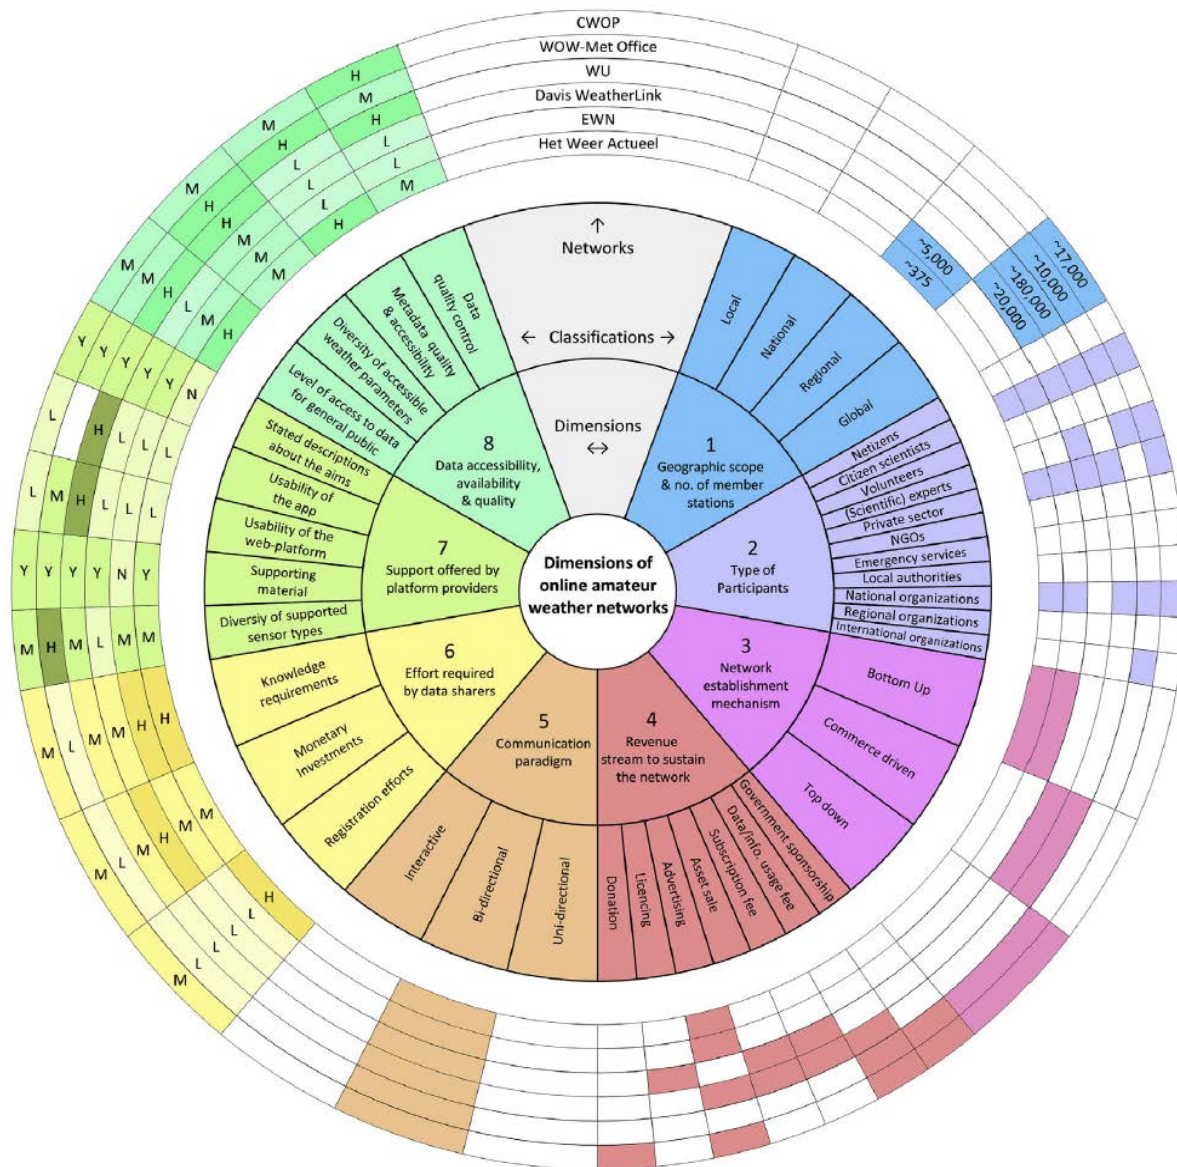 CWOP
WOW-Met Office
WU
Davis WeatherLink
EWN
Het Weer Actueel
↑
Networks
← Classifications →
Dimensions
↔
Dimensions of
online amateur
weather networks
1
Geographic scope
& no. of member
stations
Local
National
Regional
Global
~5,000
~375
~17,000
~10,000
~180,000
~20,000
2
Type of
Participants
Netizens
Citizen scientists
Volunteers
(Scientific) experts
Private sector
NGOs
Emergency services
Local authorities
National organizations
Regional organizations
International organizations
3
Network
establishment
mechanism
Bottom Up
Commerce driven
Top down
4
Revenue
stream to sustain
the network
Government sponsorship
Data/info. usage fee
Subscription fee
Asset sale
Advertising
Licencing
Donation
5
Communication
paradigm
Uni-directional
Bi-directional
Interactive
6
Effort required
by data sharers
Registration efforts
M L L L L H
Monetary
Investments
M L M H M M
Knowledge
requirements
M L M M H H
7
Support offered by
platform providers
Diversiy of supported
sensor types
M H M L M M
Supporting
material
Y Y Y Y N Y
Usability of the
web-platform
L M H L L L
Usability of
the app
L H L L L
Stated descriptions
about the aims
Y Y Y Y Y N
8
Data accessibility,
availability
& quality
Level of access to data
for general public
M M H L M H
Diversity of accessible
weather parameters
M H H M M M
Metadata quality
& accessibility
M H L L L H
Data
quality control
H M H L L M